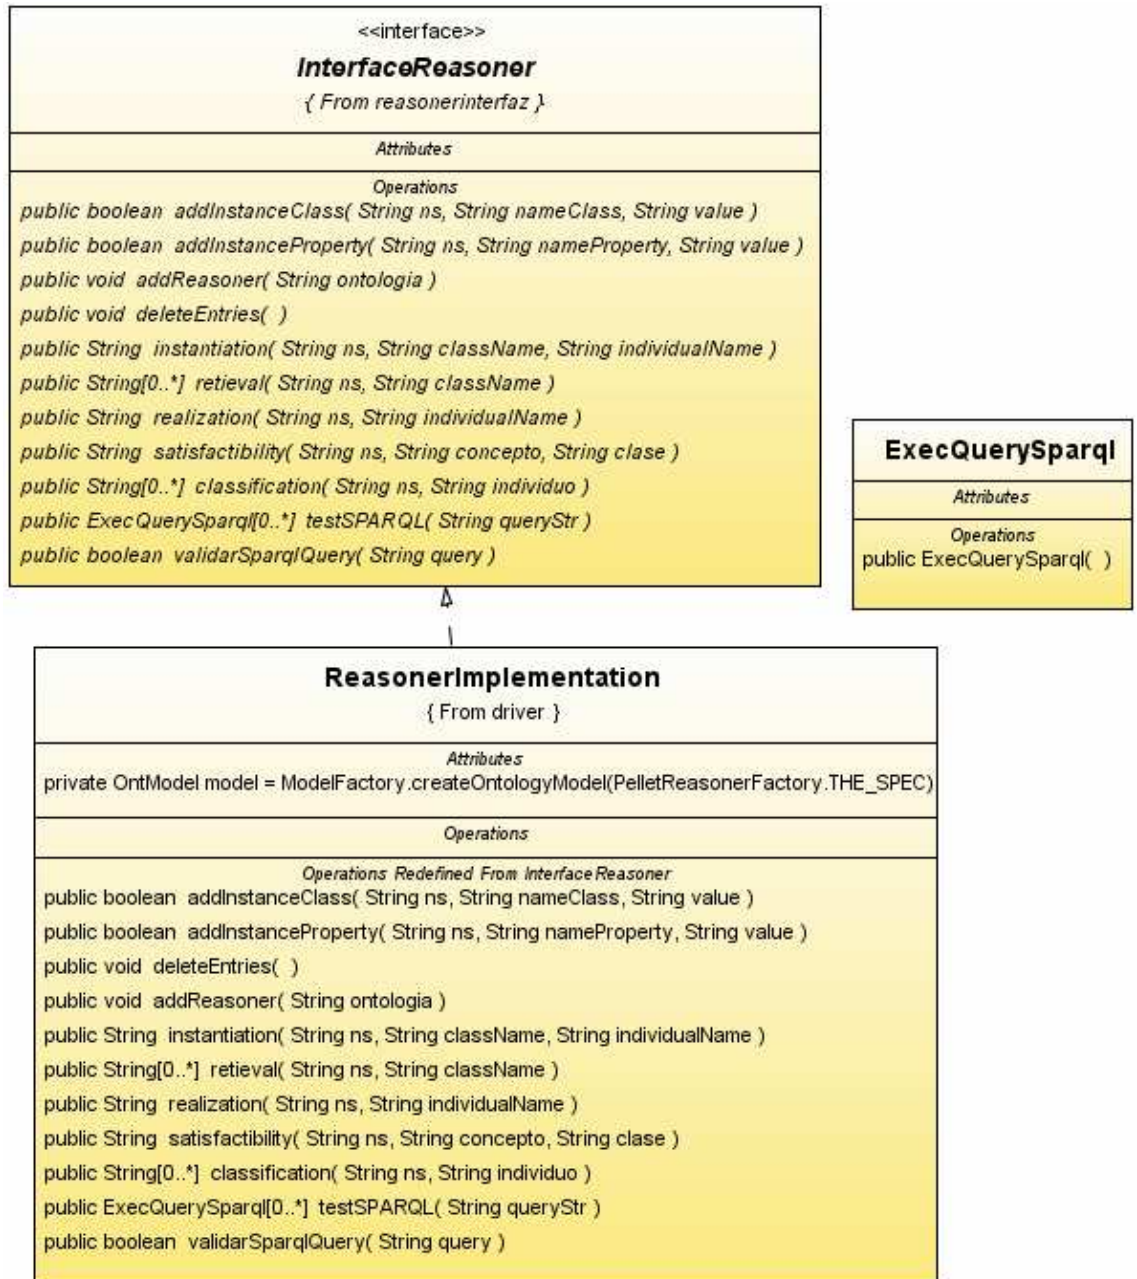 <<interface>>
InterfaceReasoner
{ From reasonerinterfaz }
Attributes
Operations
public boolean addInstanceClass( String ns, String nameClass, String value )
public boolean addInstanceProperty( String ns, String nameProperty, String value )
public void addReasoner( String ontologia )
public void deleteEntries( )
public String instantiation( String ns, String className, String individualName )
public String[0..*] retieval( String ns, String className )
public String realization( String ns, String individualName )
public String satisfactibility( String ns, String concepto, String clase )
public String[0..*] classification( String ns, String individuo )
public ExecQuerySparql[0..*] testSPARQL( String queryStr )
public boolean validarSparqlQuery( String query )
ExecQuerySparql
Attributes
Operations
public ExecQuerySparql( )
ReasonerImplementation
{ From driver }
Attributes
private OntModel model = ModelFactory.createOntologyModel(PelletReasonerFactory.THE_SPEC)
Operations
Operations Redefined From InterfaceReasoner
public boolean addInstanceClass( String ns, String nameClass, String value )
public boolean addInstanceProperty( String ns, String nameProperty, String value )
public void deleteEntries( )
public void addReasoner( String ontologia )
public String instantiation( String ns, String className, String individualName )
public String[0..*] retieval( String ns, String className )
public String realization( String ns, String individualName )
public String satisfactibility( String ns, String concepto, String clase )
public String[0..*] classification( String ns, String individuo )
public ExecQuerySparql[0..*] testSPARQL( String queryStr )
public boolean validarSparqlQuery( String query )